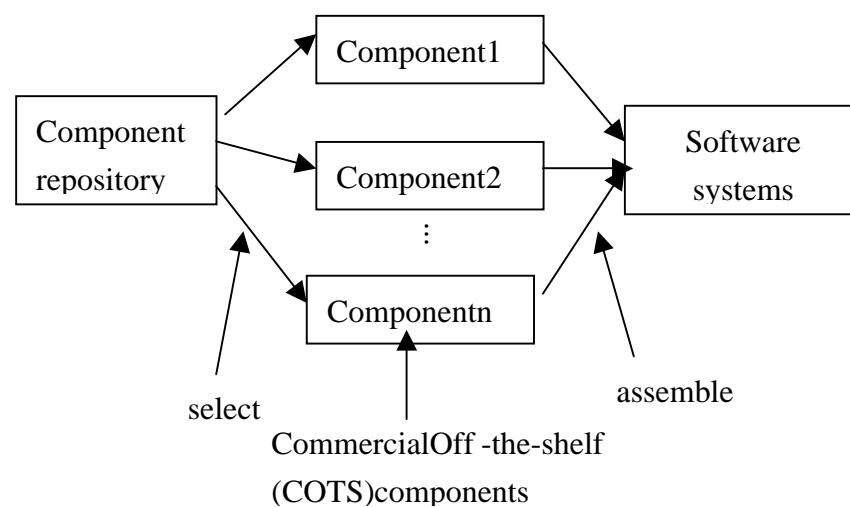 Component1
Component
repository
Software
systems
Component2
⋮
Componentn
select
assemble
CommercialOff -the-shelf
(COTS)components